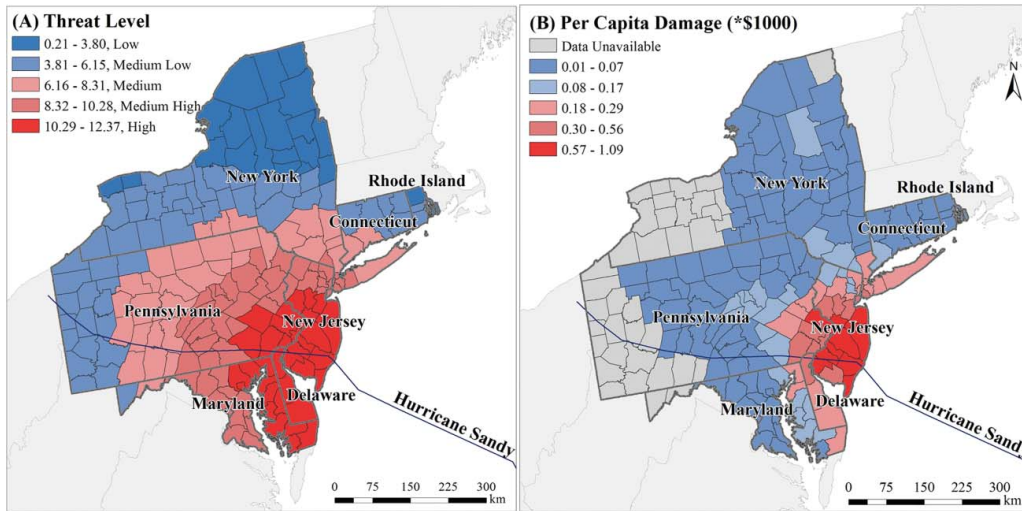 (A) Threat Level
0.21 - 3.80, Low
3.81 - 6.15, Medium Low
6.16 - 8.31, Medium
8.32 - 10.28, Medium High
10.29 - 12.37, High
New York
Rhode Island
Connecticut
Pennsylvania
New Jersey
Maryland
Delaware
Hurricane Sandy
0 75 150 225 300
km
(B) Per Capita Damage (*$1000)
Data Unavailable
0.01 - 0.07
0.08 - 0.17
0.18 - 0.29
0.30 - 0.56
0.57 - 1.09
N
New York
Rhode Island
Connecticut
Pennsylvania
New Jersey
Maryland
Delaware
Hurricane Sandy
0 75 150 225 300
km